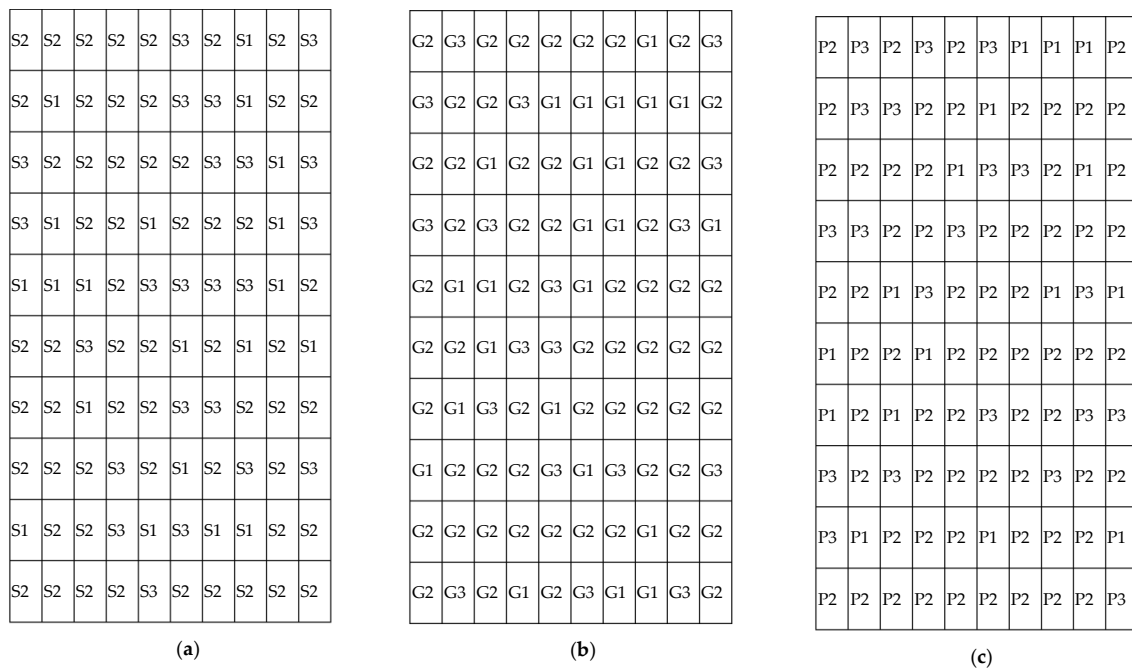 S2 S2 S2 S2 S2 S3 S2 S1 S2 S3
S2 S1 S2 S2 S2 S3 S3 S1 S2 S2
S3 S2 S2 S2 S2 S2 S3 S3 S1 S3
S3 S1 S2 S2 S1 S2 S2 S2 S1 S3
S1 S1 S1 S2 S3 S3 S3 S3 S1 S2
S2 S2 S3 S2 S2 S1 S2 S1 S2 S1
S2 S2 S1 S2 S2 S3 S3 S2 S2 S2
S2 S2 S2 S3 S2 S1 S2 S3 S2 S3
S1 S2 S2 S3 S1 S3 S1 S1 S2 S2
S2 S2 S2 S2 S3 S2 S2 S2 S2 S2
(a)
G2 G3 G2 G2 G2 G2 G2 G1 G2 G3
G3 G2 G2 G3 G1 G1 G1 G1 G1 G2
G2 G2 G1 G2 G2 G1 G1 G2 G2 G3
G3 G2 G3 G2 G2 G1 G1 G2 G3 G1
G2 G1 G1 G2 G3 G1 G2 G2 G2 G2
G2 G2 G1 G3 G3 G2 G2 G2 G2 G2
G2 G1 G3 G2 G1 G2 G2 G2 G2 G2
G1 G2 G2 G2 G3 G1 G3 G2 G2 G3
G2 G2 G2 G2 G2 G2 G2 G1 G2 G2
G2 G3 G2 G1 G2 G3 G1 G1 G3 G2
(b)
P2 P3 P2 P3 P2 P3 P1 P1 P1 P2
P2 P3 P3 P2 P2 P1 P2 P2 P2 P2
P2 P2 P2 P2 P1 P3 P3 P2 P1 P2
P3 P3 P2 P2 P3 P2 P2 P2 P2 P2
P2 P2 P1 P3 P2 P2 P2 P1 P3 P1
P1 P2 P2 P1 P2 P2 P2 P2 P2 P2
P1 P2 P1 P2 P2 P3 P2 P2 P3 P3
P3 P2 P3 P2 P2 P2 P2 P3 P2 P2
P3 P1 P2 P2 P2 P1 P2 P2 P2 P1
P2 P2 P2 P2 P2 P2 P2 P2 P2 P3
(c)